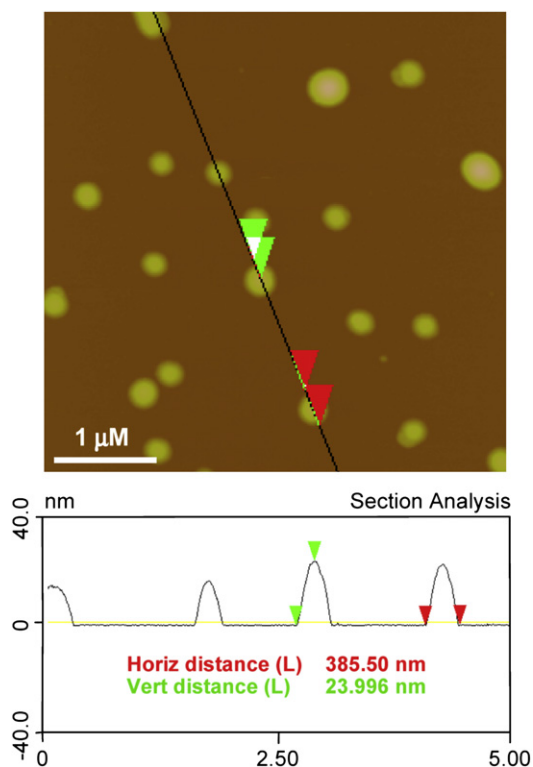 1 µM
nm Section Analysis
40.0
0
-40.0
Horiz distance (L) 385.50 nm
Vert distance (L) 23.996 nm
0 2.50 5.00